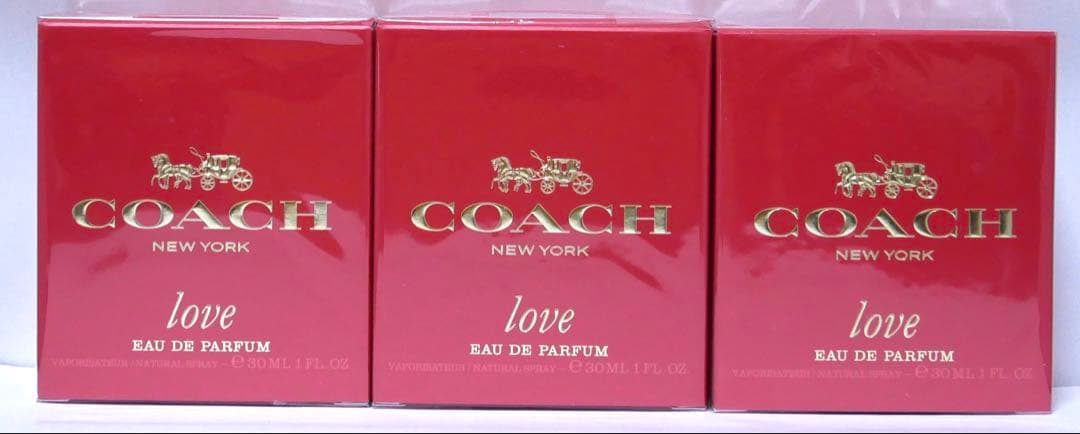 COACH
NEW YORK
love
EAU DE PARFUM
VAPORISATEUR / NATURAL SPRAY - ℮ 30 ML 1 FL. OZ
COACH
NEW YORK
love
EAU DE PARFUM
VAPORISATEUR / NATURAL SPRAY - ℮ 30 ML 1 FL. OZ.
COACH
NEW YORK
love
EAU DE PARFUM
VAPORISATEUR / NATURAL SPRAY - ℮ 30 ML 1 FL. OZ